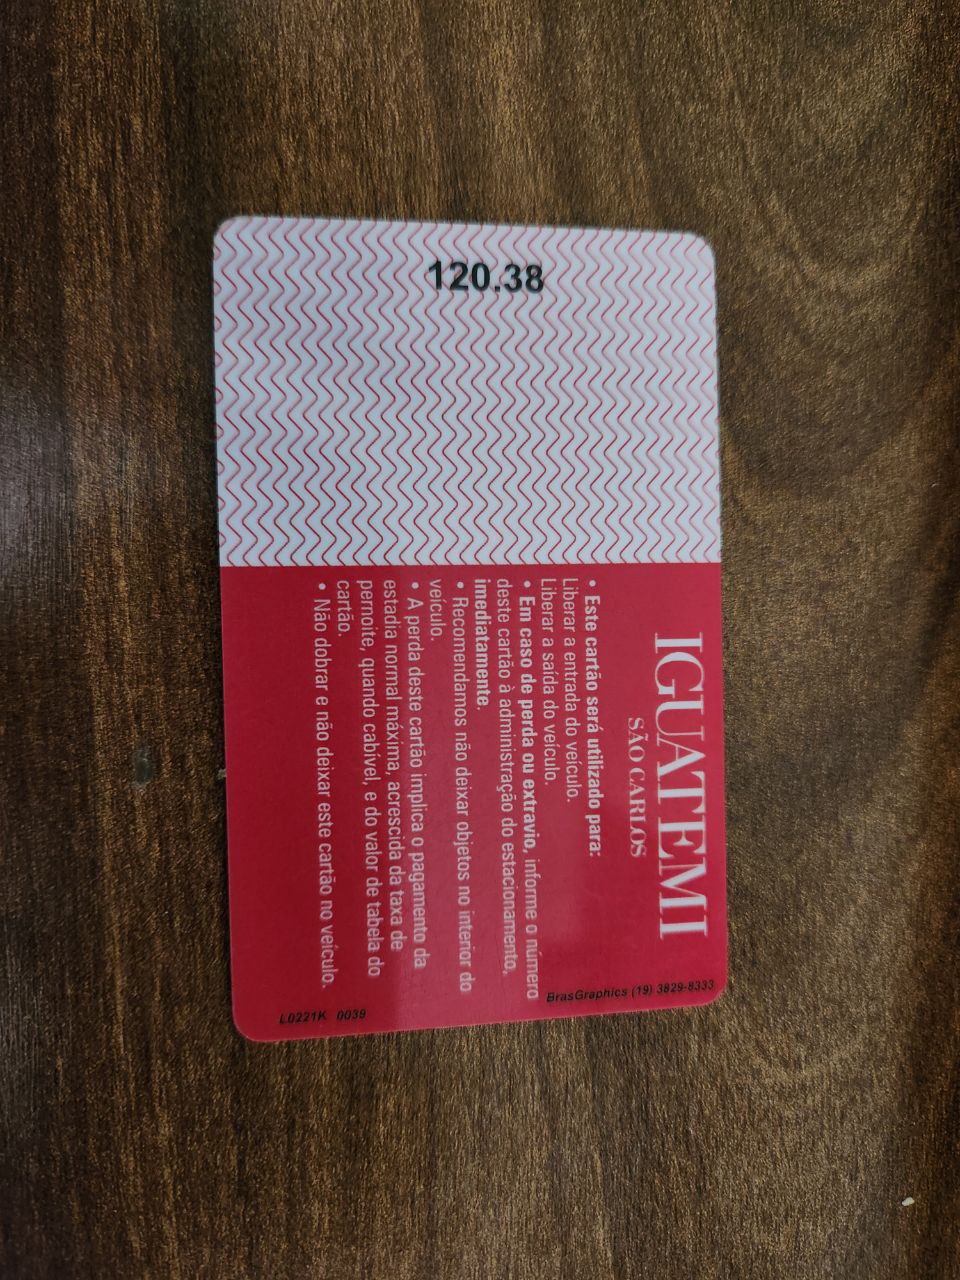 120.38
IGUATEMI
SÃO CARLOS
• Este cartão será utilizado para:
Liberar a entrada do veículo.
Liberar a saída do veículo.
• Em caso de perda ou extravio, informe o número
deste cartão à administração do estacionamento,
imediatamente.
• Recomendamos não deixar objetos no interior do
veículo.
• A perda deste cartão implica o pagamento da
estadia normal máxima, acrescida da taxa de
pernoite, quando cabível, e do valor de tabela do
cartão.
• Não dobrar e não deixar este cartão no veículo.
BrasGraphics (19) 3829-8333
L0221K 0039